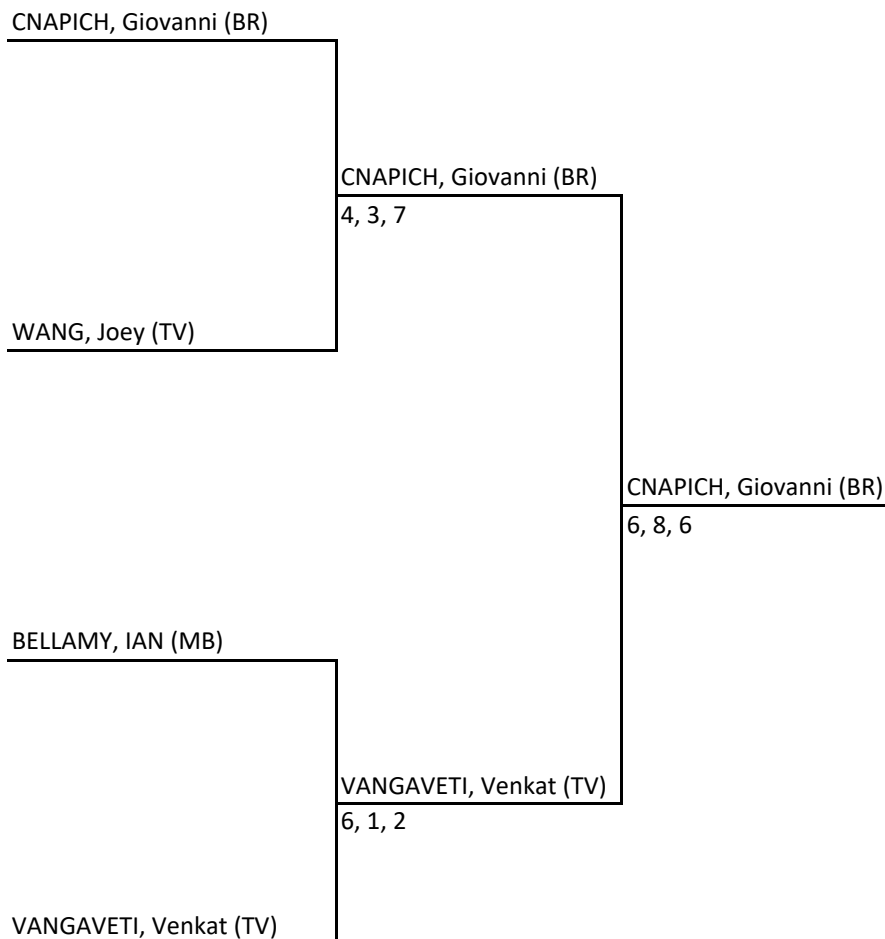 CNAPICH, Giovanni (BR)
CNAPICH, Giovanni (BR)
4, 3, 7
WANG, Joey (TV)
CNAPICH, Giovanni (BR)
6, 8, 6
BELLAMY, IAN (MB)
VANGAVETI, Venkat (TV)
6, 1, 2
VANGAVETI, Venkat (TV)